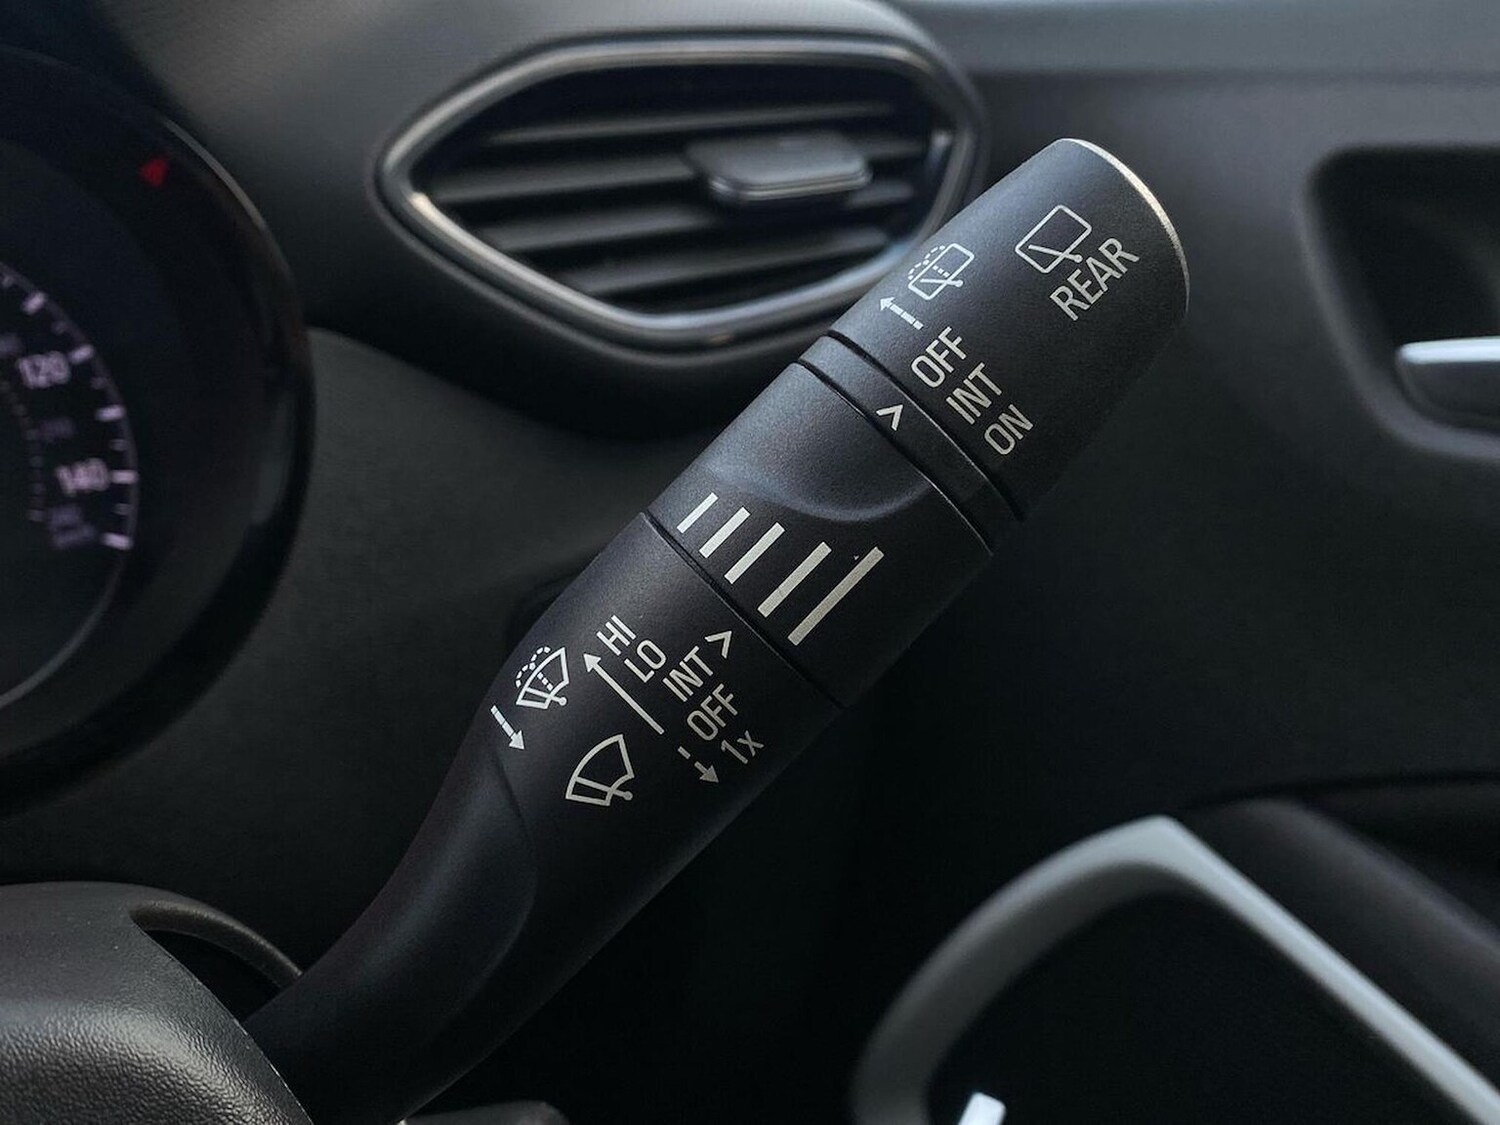 REAR
OFF
INT
ON
HI
LO
INT
OFF
1x
120
140